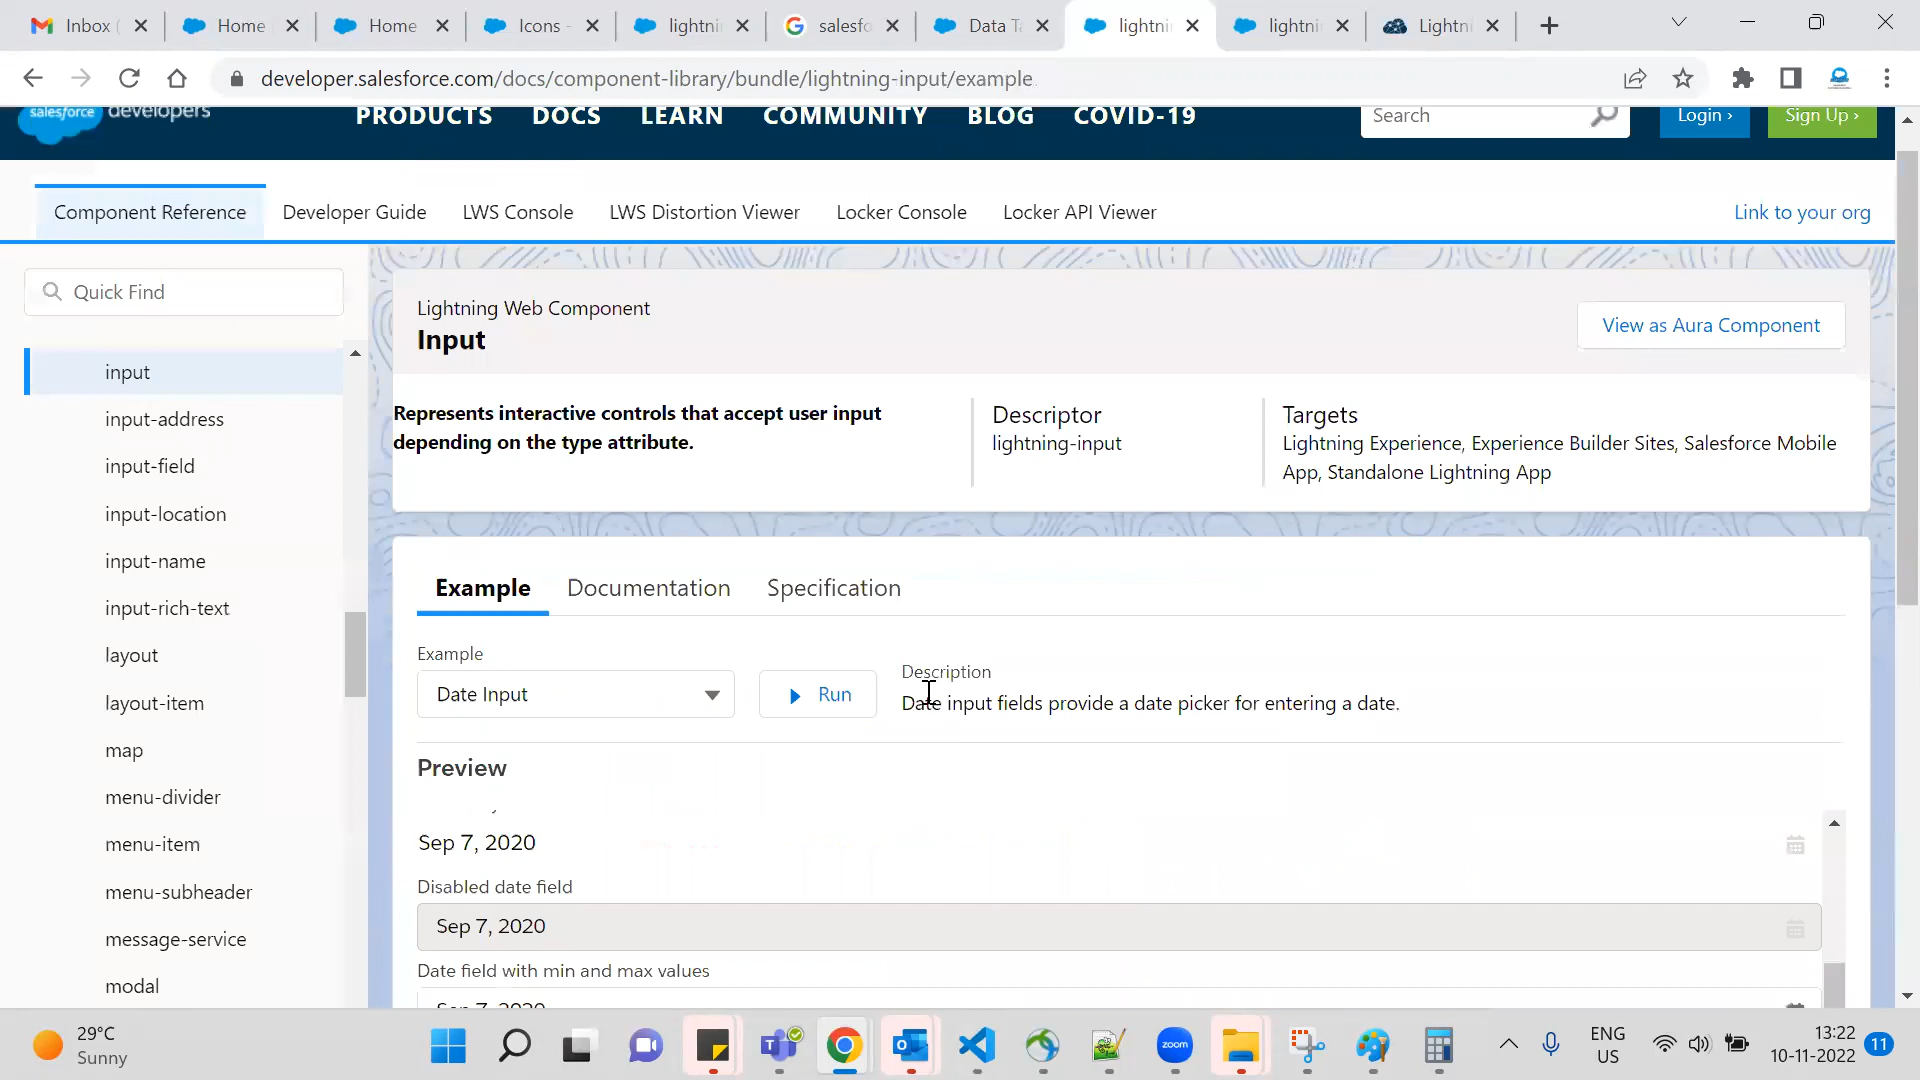 Inbox (
Home
Home
Icons -
lightni
salesfo
Data Ta
lightnin
lightnin
Lightni
developer.salesforce.com/docs/component-library/bundle/lightning-input/example
salesforce developers
PRODUCTS
DOCS
LEARN
COMMUNITY
BLOG
COVID-19
Search
Login ›
Sign Up ›
Component Reference
Developer Guide
LWS Console
LWS Distortion Viewer
Locker Console
Locker API Viewer
Link to your org
Quick Find
input
input-address
input-field
input-location
input-name
input-rich-text
layout
layout-item
map
menu-divider
menu-item
menu-subheader
message-service
modal
Lightning Web Component
Input
View as Aura Component
Represents interactive controls that accept user input
depending on the type attribute.
Descriptor
lightning-input
Targets
Lightning Experience, Experience Builder Sites, Salesforce Mobile
App, Standalone Lightning App
Example
Documentation
Specification
Example
Date Input
Run
Description
Date input fields provide a date picker for entering a date.
Preview
Sep 7, 2020
Disabled date field
Sep 7, 2020
Date field with min and max values
Sep 7, 2020
29°C
Sunny
zoom
ENG
US
13:22
10-11-2022
11